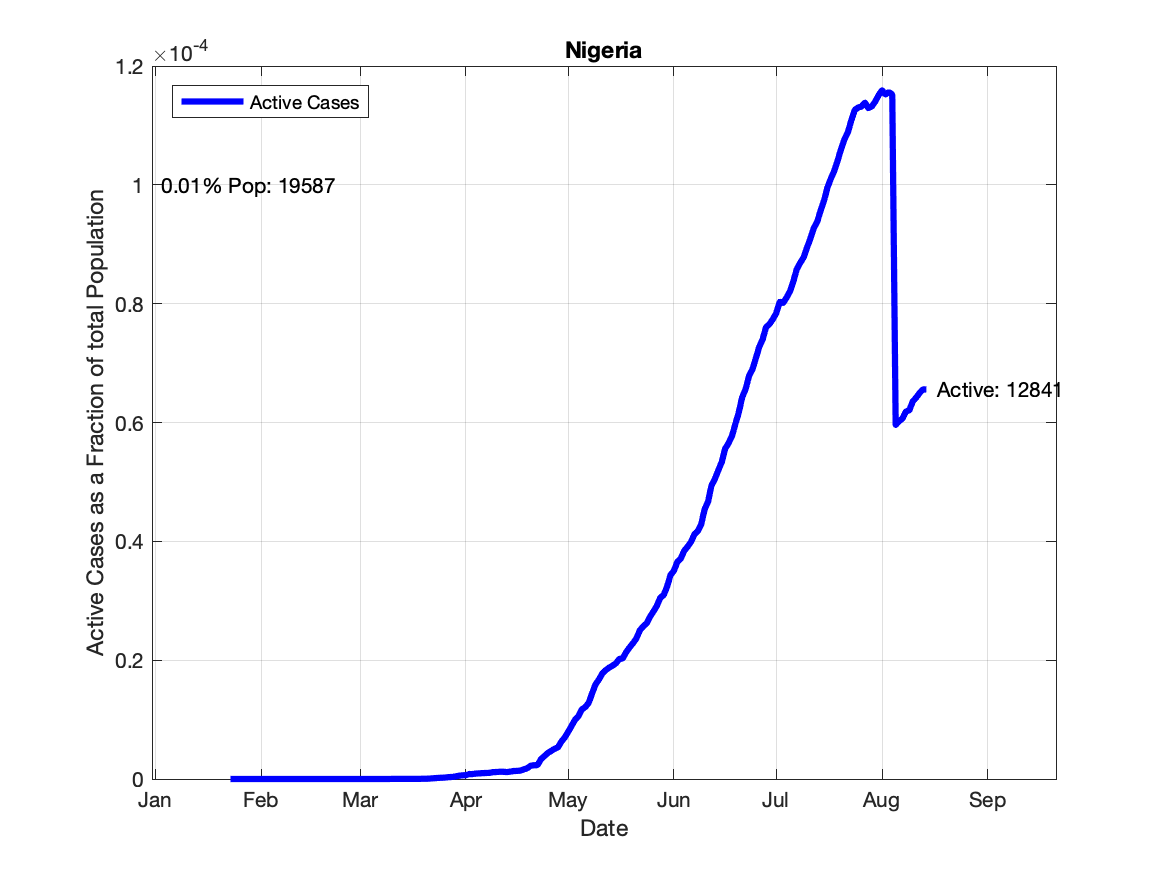 Nigeria
×10-4
1.2
1
0.8
0.6
0.4
0.2
0
Active Cases
0.01% Pop: 19587
Active: 12841
Active Cases as a Fraction of total Population
Jan Feb Mar Apr May Jun Jul Aug Sep
Date